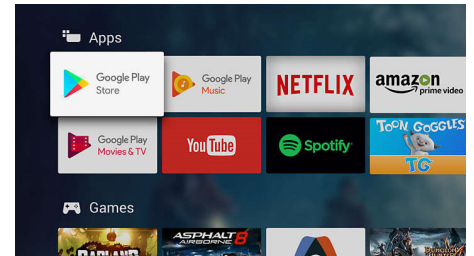 Apps
Google Play
Store
Google Play
Music
NETFLIX
amazon
prime video
Google Play
Movies & TV
YouTube
Spotify
TOON GOGGLES
TG
Games
BADLAND
ASPHALT 8
AIRBORNE